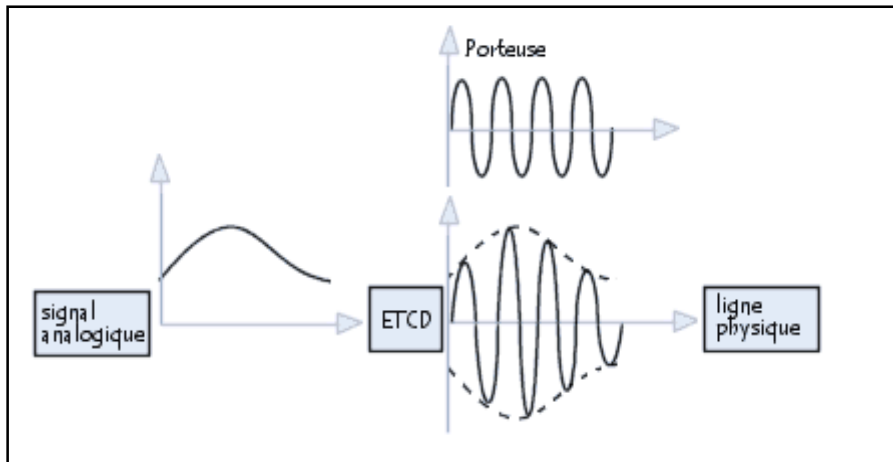 Porteuse
signal
analogique
ETCD
ligne
physique